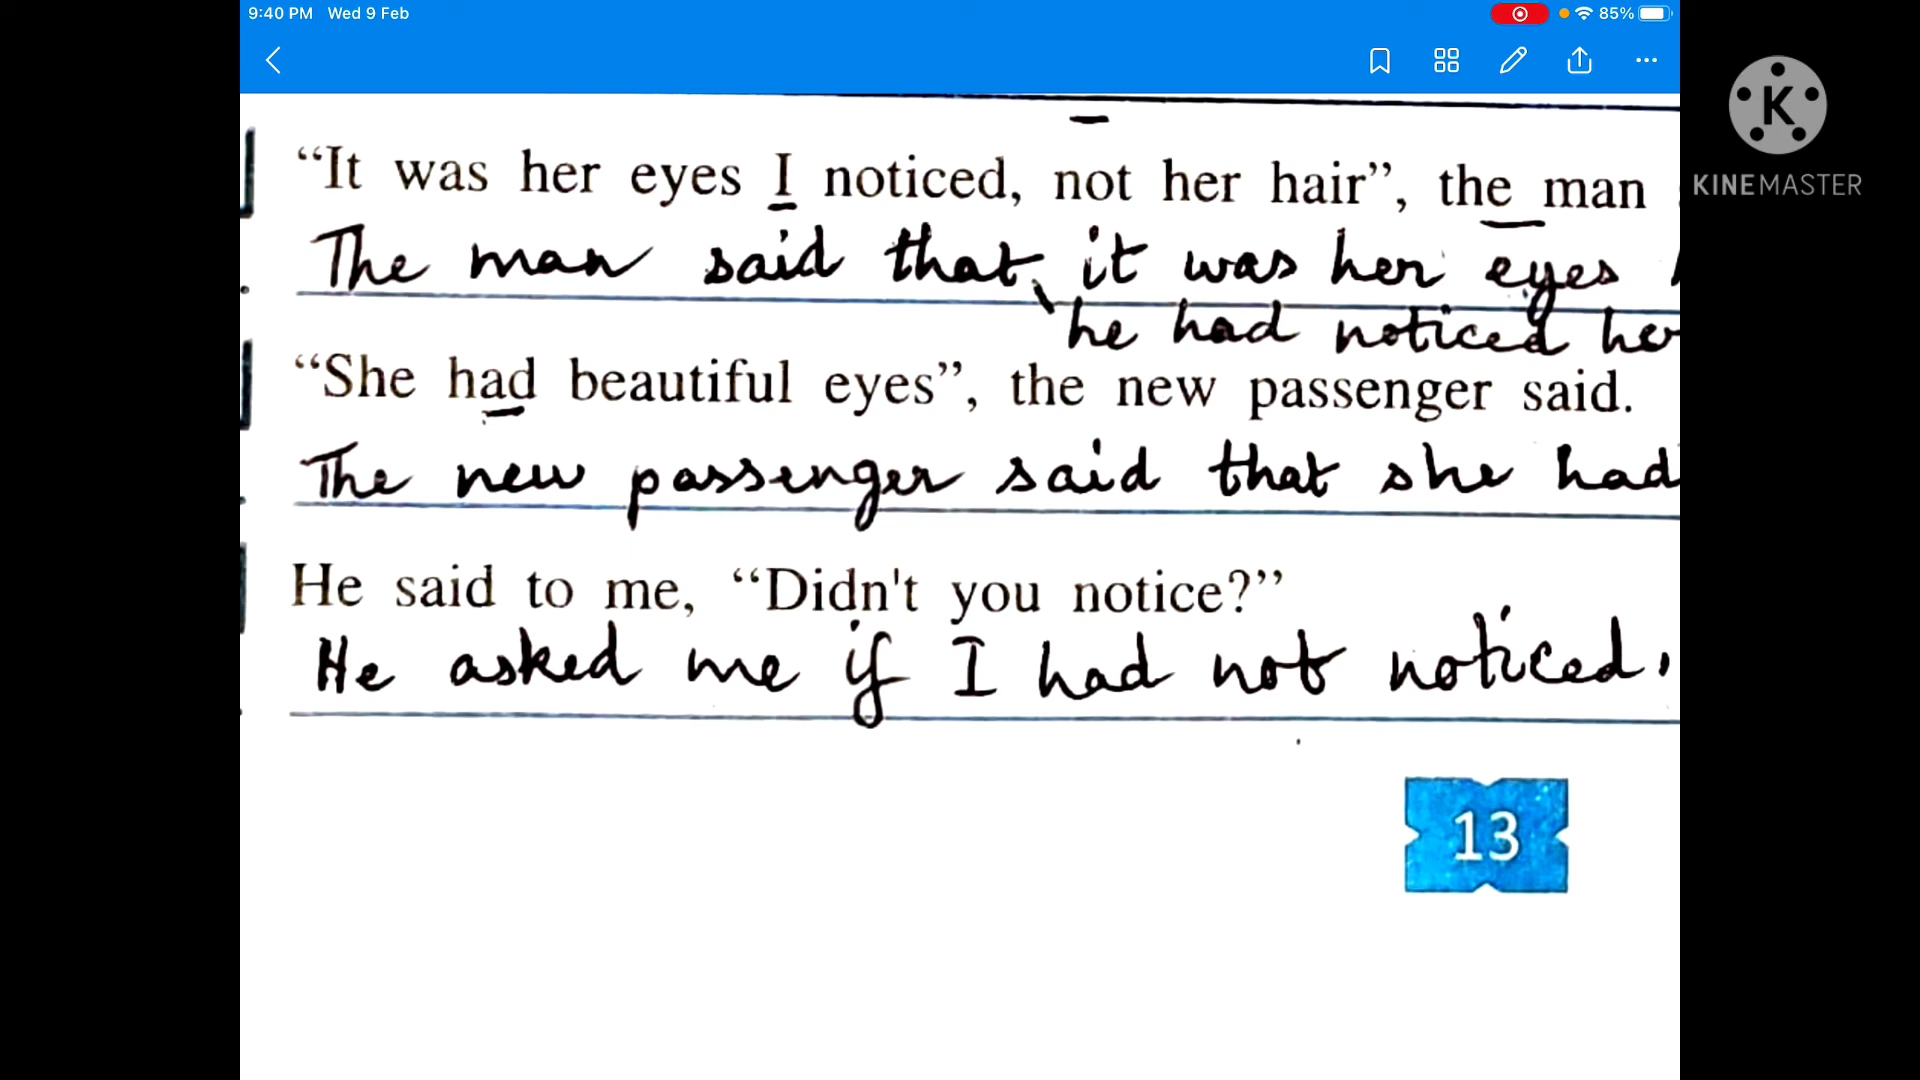 9:40 PM Wed 9 Feb
85%
K
KINEMASTER
“It was her eyes I noticed, not her hair”, the man
The man said that it was her eyes
he had noticed
“She had beautiful eyes”, the new passenger said.
The new passenger said that she had
He said to me, “Didn't you notice?”
He asked me if I had not noticed.
13